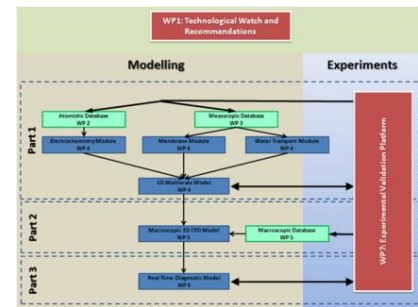 WP1: Technological Watch and
Recommendations
Modelling
Experiments
Part 1
Atomistic Database
WP 2
Mesoscopic Database
WP 3
Electrochemistry Module
WP 4
Membrane Module
WP 4
Water Transport Module
WP 4
1D Multiscale Model
WP 4
Part 2
Macroscopic 3D CFD Model
WP 5
Macroscopic Database
WP 5
Part 3
Real-Time Diagnostic Model
WP 6
WP7: Experimental Validation Platform